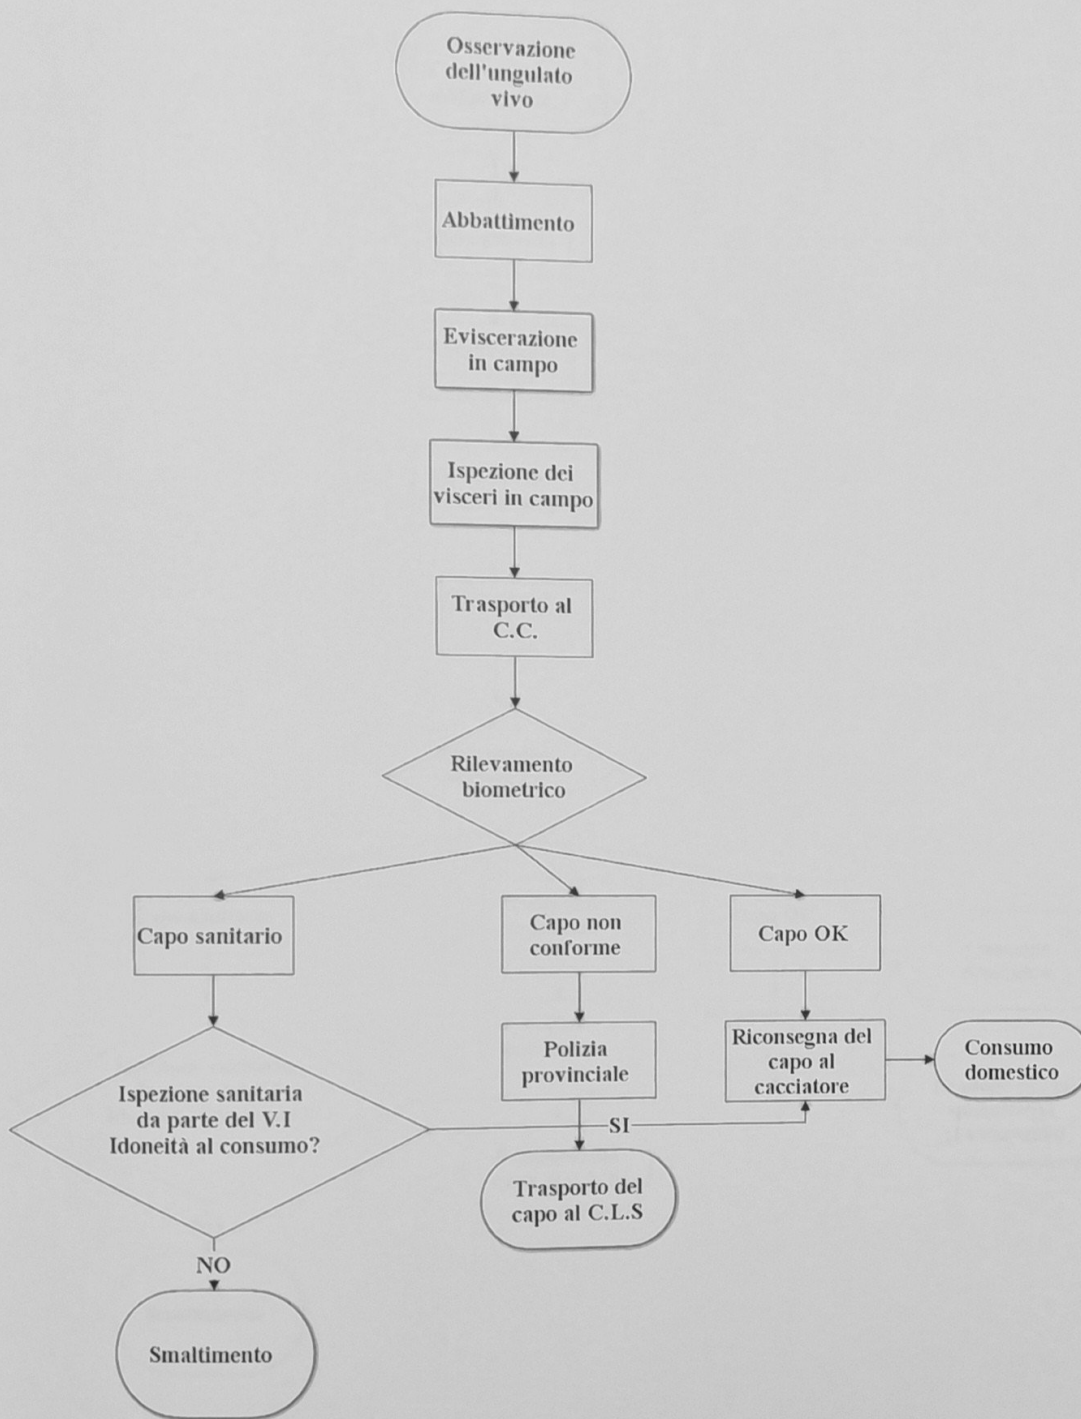 Osservazione
dell'ungulato
vivo
Abbattimento
Eviscerazione
in campo
Ispezione dei
visceri in campo
Trasporto al
C.C.
Rilevamento
biometrico
Capo sanitario
Capo non
conforme
Capo OK
Polizia
provinciale
Riconsegna del
capo al
cacciatore
Consumo
domestico
Ispezione sanitaria
da parte del V.I
Idoneità al consumo?
SI
Trasporto del
capo al C.L.S
NO
Smaltimento